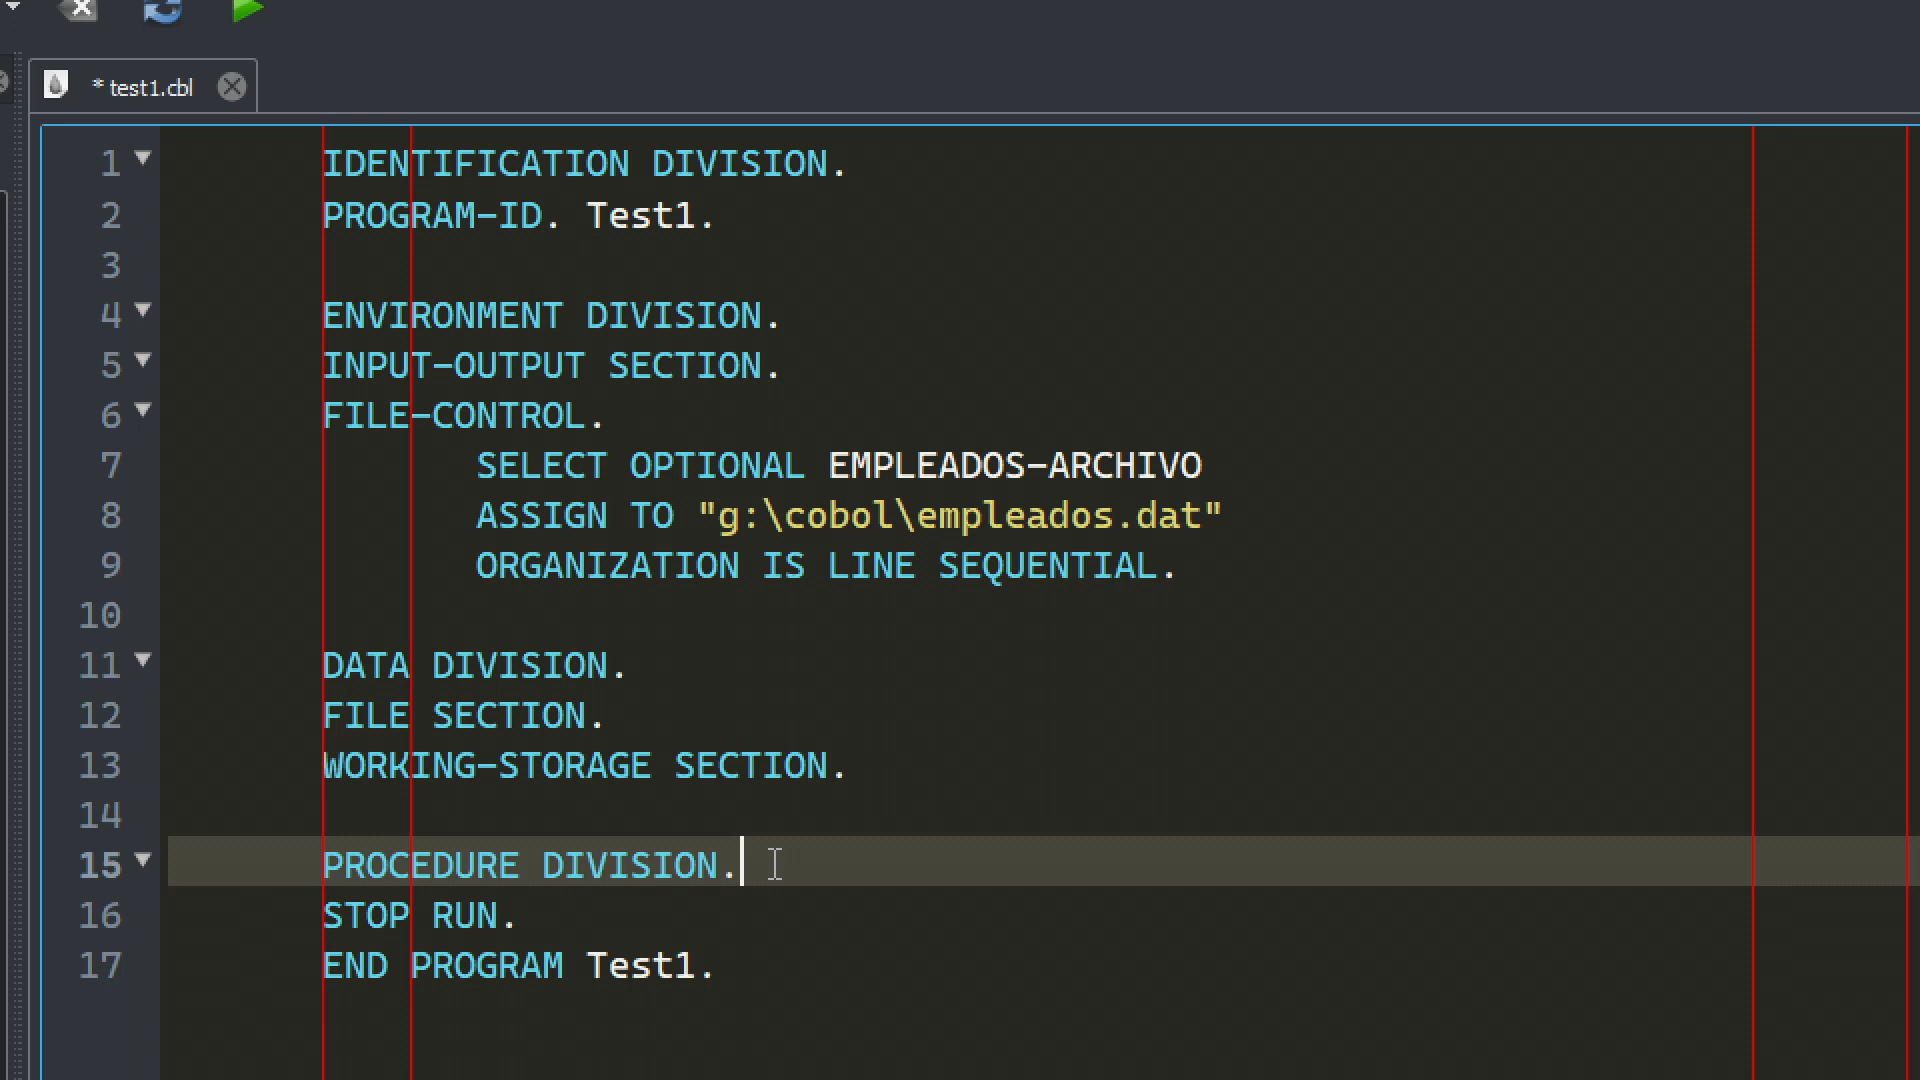 * test1.cbl
1 IDENTIFICATION DIVISION.
2 PROGRAM-ID. Test1.
3
4 ENVIRONMENT DIVISION.
5 INPUT-OUTPUT SECTION.
6 FILE-CONTROL.
7 SELECT OPTIONAL EMPLEADOS-ARCHIVO
8 ASSIGN TO "g:\cobol\empleados.dat"
9 ORGANIZATION IS LINE SEQUENTIAL.
10
11 DATA DIVISION.
12 FILE SECTION.
13 WORKING-STORAGE SECTION.
14
15 PROCEDURE DIVISION.
16 STOP RUN.
17 END PROGRAM Test1.